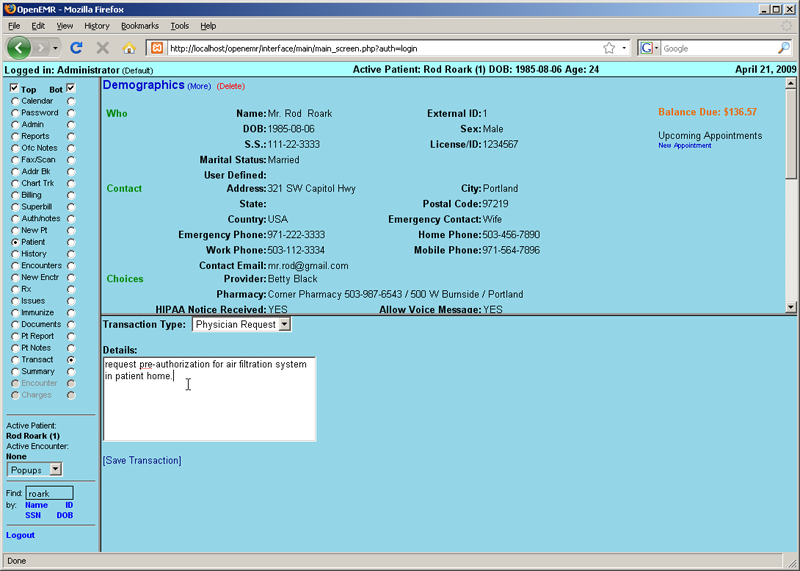 OpenEMR - Mozilla Firefox
File Edit View History Bookmarks Tools Help
http://localhost/openemr/interface/main/main_screen.php?auth=login
G Google
Logged in: Administrator (Default) Active Patient: Rod Roark (1) DOB: 1985-08-06 Age: 24 April 21, 2009
Top Bot
Calendar
Password
Admin
Reports
Ofc Notes
Fax/Scan
Addr Bk
Chart Trk
Billing
Superbill
Auth/notes
New Pt
Patient
History
Encounters
New Enctr
Rx
Issues
Immunize
Documents
Pt Report
Pt Notes
Transact
Summary
Encounter
Charges
Active Patient:
Rod Roark (1)
Active Encounter:
None
Popups
Find: roark
by: Name ID
SSN DOB
Logout
Demographics (More) (Delete)
Who Name: Mr. Rod Roark External ID: 1
DOB: 1985-08-06 Sex: Male
S.S.: 111-22-3333 License/ID: 1234567
Marital Status: Married
User Defined:
Contact Address: 321 SW Capitol Hwy City: Portland
State: Postal Code: 97219
Country: USA Emergency Contact: Wife
Emergency Phone: 971-222-3333 Home Phone: 503-456-7890
Work Phone: 503-112-3334 Mobile Phone: 971-564-7896
Contact Email: mr.rod@gmail.com
Choices Provider: Betty Black
Pharmacy: Corner Pharmacy 503-987-6543 / 500 W Burnside / Portland
HIPAA Notice Received: YES Allow Voice Message: YES
Balance Due: $136.57
Upcoming Appointments
New Appointment
Transaction Type: Physician Request
Details:
request pre-authorization for air filtration system
in patient home.
[Save Transaction]
Done